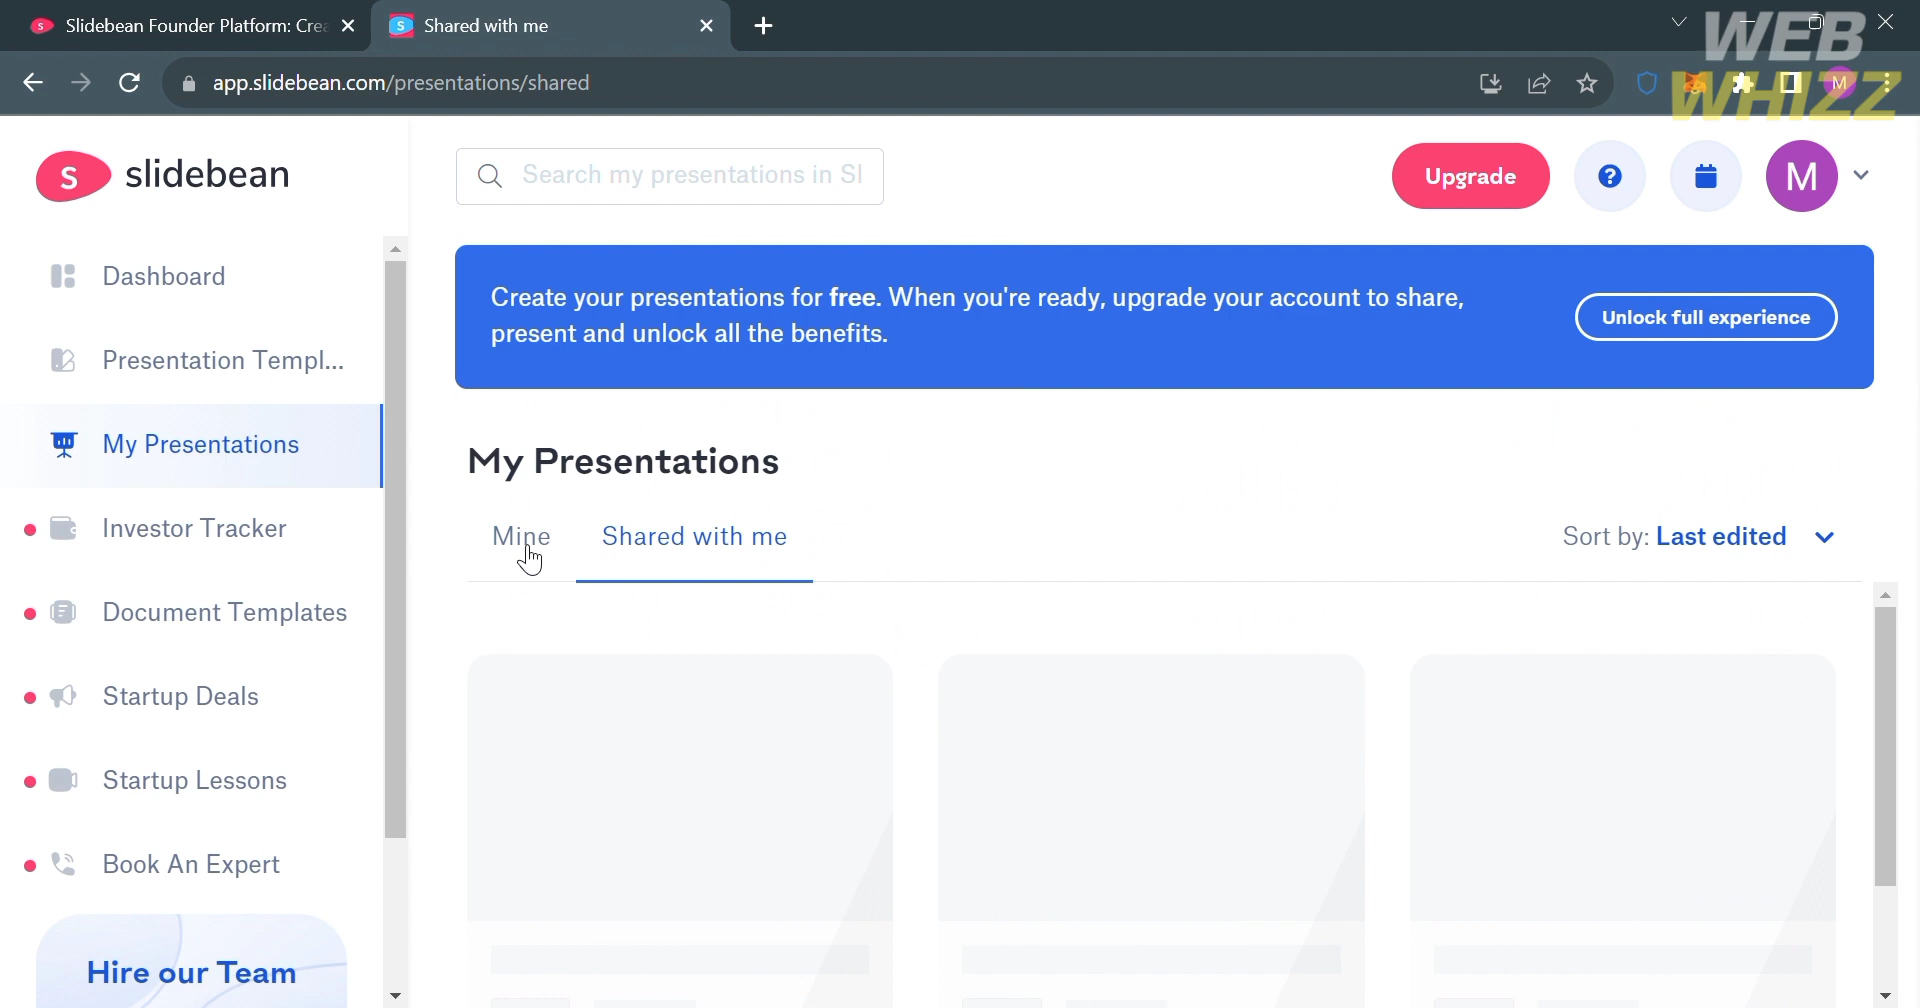 Slidebean Founder Platform: Cre
Shared with me
WEB
WHIZZ
app.slidebean.com/presentations/shared
M
S slidebean
Search my presentations in Sl
Upgrade
?
M
Dashboard
Presentation Templ...
My Presentations
Investor Tracker
Document Templates
Startup Deals
Startup Lessons
Book An Expert
Hire our Team
Create your presentations for free. When you're ready, upgrade your account to share,
present and unlock all the benefits.
Unlock full experience
My Presentations
Mine
Shared with me
Sort by: Last edited